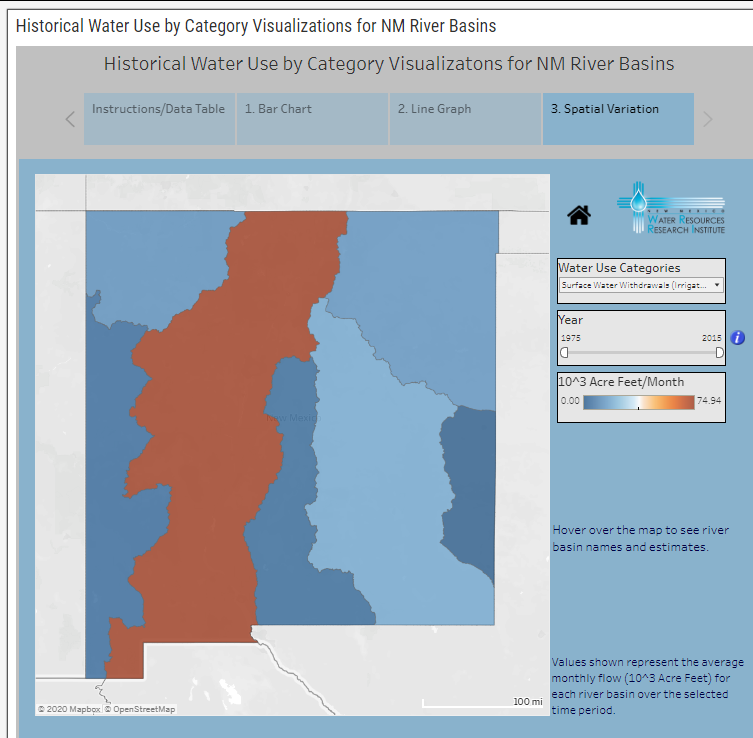 Historical Water Use by Category Visualizations for NM River Basins
Historical Water Use by Category Visualizatons for NM River Basins
Instructions/Data Table
1. Bar Chart
2. Line Graph
3. Spatial Variation
NEW MEXICO
WATER RESOURCES
RESEARCH INSTITUTE
Water Use Categories
Surface Water Withdrawals (Irrigat...
Year
1975 2015
i
10^3 Acre Feet/Month
0.00 74.94
New Mexico
Hover over the map to see river
basin names and estimates.
Values shown represent the average
monthly flow (10^3 Acre Feet) for
each river basin over the selected
time period.
100 mi
© 2020 Mapbox © OpenStreetMap